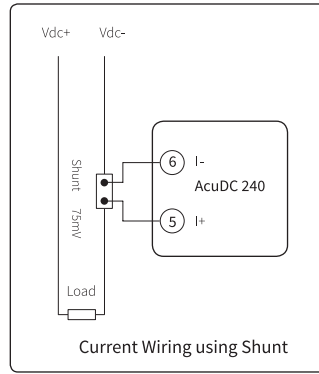 Vdc+ Vdc-
6 I-
AcuDC 240
Shunt 75mV
5 I+
Load
Current Wiring using Shunt